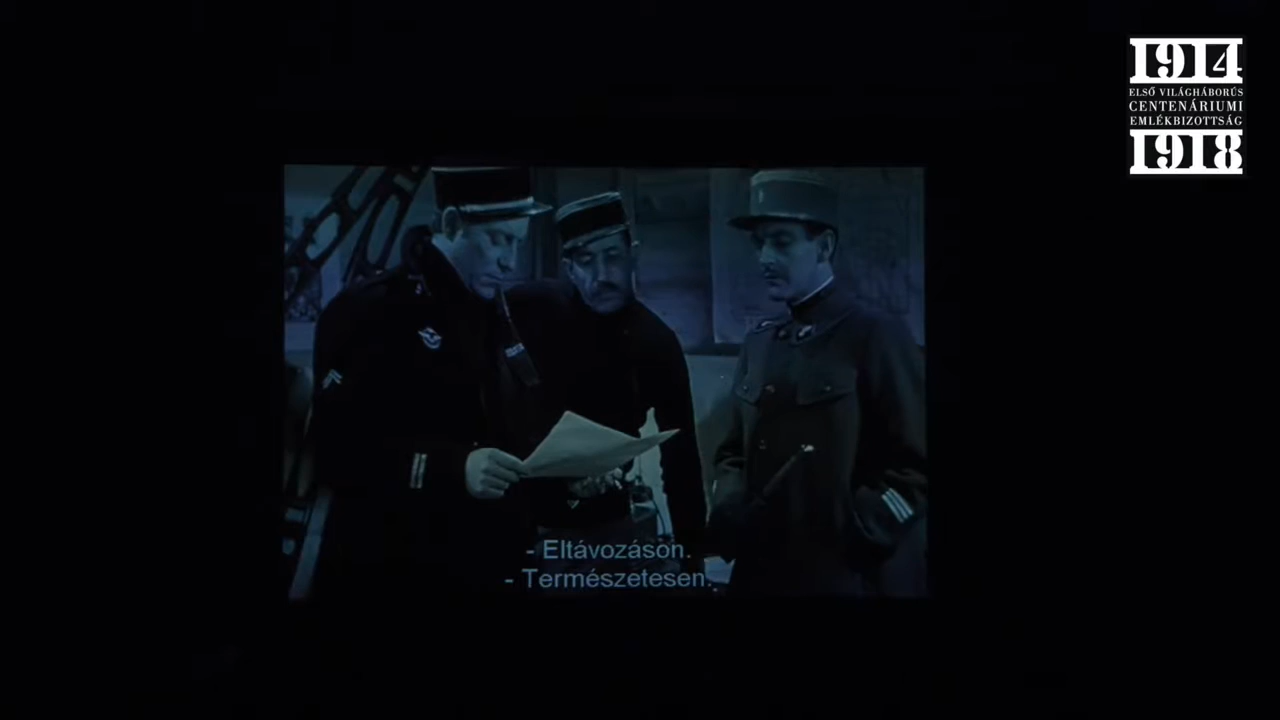 1914
ELSŐ VILÁGHÁBORÚS
CENTENÁRIUMI
EMLÉKBIZOTTSÁG
1918
- Eltávozáson.
- Természetesen.